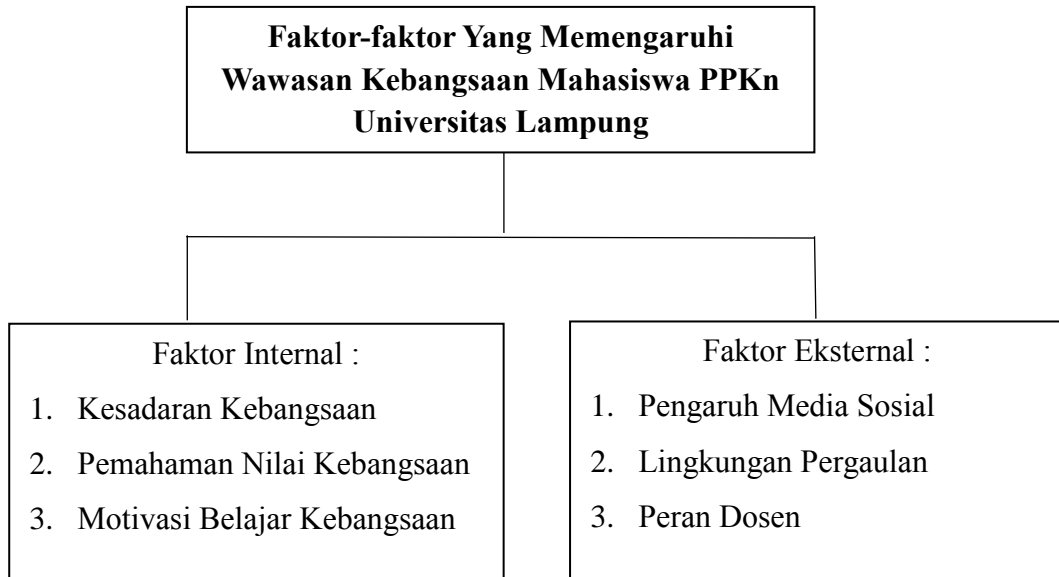 Faktor-faktor Yang Memengaruhi
Wawasan Kebangsaan Mahasiswa PPKn
Universitas Lampung
Faktor Internal :
1. Kesadaran Kebangsaan
2. Pemahaman Nilai Kebangsaan
3. Motivasi Belajar Kebangsaan
Faktor Eksternal :
1. Pengaruh Media Sosial
2. Lingkungan Pergaulan
3. Peran Dosen